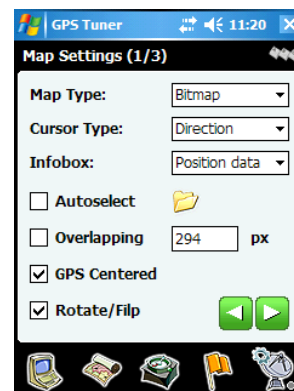 GPS Tuner 11:20
Map Settings (1/3)
Map Type: Bitmap
Cursor Type: Direction
Infobox: Position data
Autoselect
Overlapping 294 px
GPS Centered
Rotate/Filp